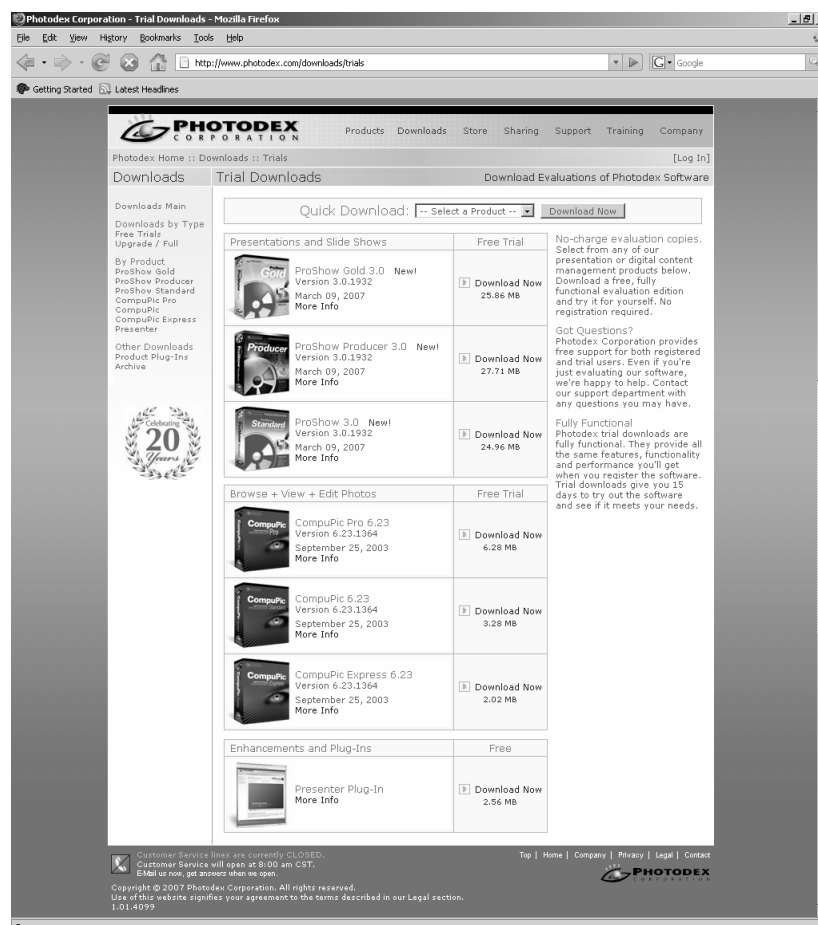 Photodex Corporation - Trial Downloads - Mozilla Firefox
File Edit View History Bookmarks Tools Help
http://www.photodex.com/downloads/trials
G Google
Getting Started Latest Headlines
PHOTODEX
CORPORATION
Products Downloads Store Sharing Support Training Company
Photodex Home :: Downloads :: Trials [Log In]
Downloads Trial Downloads Download Evaluations of Photodex Software
Downloads Main
Downloads by Type
Free Trials
Upgrade / Full
By Product
ProShow Gold
ProShow Producer
ProShow Standard
CompuPic Pro
CompuPic
CompuPic Express
Presenter
Other Downloads
Product Plug-Ins
Archive
Celebrating
20
Years
Quick Download: -- Select a Product -- Download Now
Presentations and Slide Shows Free Trial
Gold
ProShow Gold 3.0 New!
Version 3.0.1932
March 09, 2007
More Info
Download Now
25.86 MB
Producer
ProShow Producer 3.0 New!
Version 3.0.1932
March 09, 2007
More Info
Download Now
27.71 MB
Standard
ProShow 3.0 New!
Version 3.0.1932
March 09, 2007
More Info
Download Now
24.96 MB
Browse + View + Edit Photos Free Trial
CompuPic
Pro
CompuPic Pro 6.23
Version 6.23.1364
September 25, 2003
More Info
Download Now
6.28 MB
CompuPic
CompuPic 6.23
Version 6.23.1364
September 25, 2003
More Info
Download Now
3.28 MB
CompuPic
CompuPic Express 6.23
Version 6.23.1364
September 25, 2003
More Info
Download Now
2.02 MB
Enhancements and Plug-Ins Free
Presenter Plug-In
More Info
Download Now
2.56 MB
No-charge evaluation copies.
Select from any of our
presentation or digital content
management products below.
Download a free, fully
functional evaluation edition
and try it for yourself. No
registration required.
Got Questions?
Photodex Corporation provides
free support for both registered
and trial users. Even if you're
just evaluating our software,
we're happy to help. Contact
our support department with
any questions you may have.
Fully Functional
Photodex trial downloads are
fully functional. They provide all
the same features, functionality
and performance you'll get
when you register the software.
Trial downloads give you 15
days to try out the software
and see if it meets your needs.
Customer Service lines are currently CLOSED.
Customer Service will open at 8:00 am CST.
E-Mail us now, get answers when we open.
Top | Home | Company | Privacy | Legal | Contact
PHOTODEX
CORPORATION
Copyright © 2007 Photodex Corporation. All rights reserved.
Use of this website signifies your agreement to the terms described in our Legal section.
1.01.4099